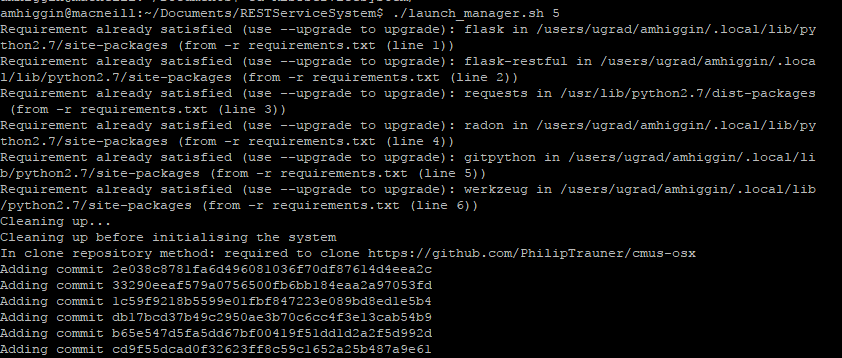 amhiggin@macneill:~/Documents/RESTServiceSystem$ ./launch_manager.sh 5
Requirement already satisfied (use --upgrade to upgrade): flask in /users/ugrad/amhiggin/.local/lib/py
thon2.7/site-packages (from -r requirements.txt (line 1))
Requirement already satisfied (use --upgrade to upgrade): flask-restful in /users/ugrad/amhiggin/.loca
l/lib/python2.7/site-packages (from -r requirements.txt (line 2))
Requirement already satisfied (use --upgrade to upgrade): requests in /usr/lib/python2.7/dist-packages
 (from -r requirements.txt (line 3))
Requirement already satisfied (use --upgrade to upgrade): radon in /users/ugrad/amhiggin/.local/lib/py
thon2.7/site-packages (from -r requirements.txt (line 4))
Requirement already satisfied (use --upgrade to upgrade): gitpython in /users/ugrad/amhiggin/.local/li
b/python2.7/site-packages (from -r requirements.txt (line 5))
Requirement already satisfied (use --upgrade to upgrade): werkzeug in /users/ugrad/amhiggin/.local/lib
/python2.7/site-packages (from -r requirements.txt (line 6))
Cleaning up...
Cleaning up before initialising the system
In clone repository method: required to clone https://github.com/PhilipTrauner/cmus-osx
Adding commit 2e038c8781fa6d496081036f70df87614d4eea2c
Adding commit 33290eeaf579a0756500fb6bb184eaa2a97053fd
Adding commit 1c59f9218b5599e01fbf847223e089bd8ed1e5b4
Adding commit db17bcd37b49c2950ae3b70c6cc4f3e13cab54b9
Adding commit b65e547d5fa5dd67bf00419f51dd1d2a2f5d992d
Adding commit cd9f55dcad0f32623ff8c59c1652a25b487a9e61